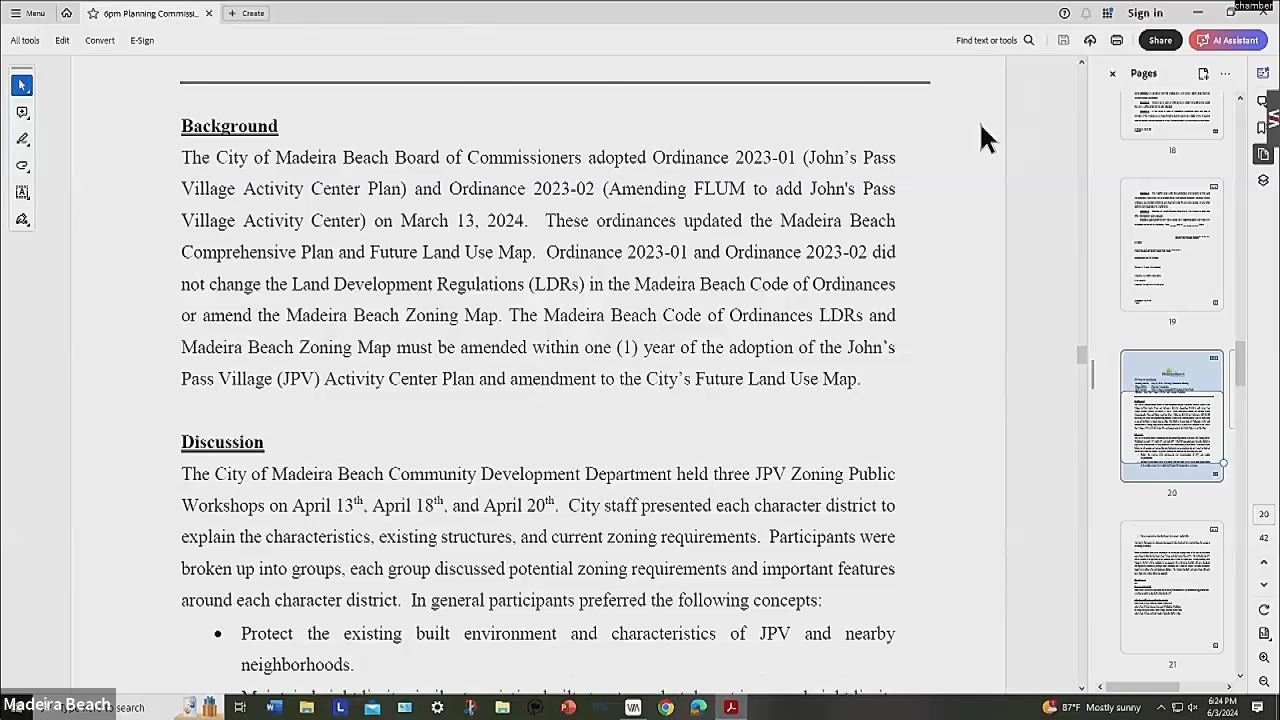 chamber
Menu
6pm Planning Commissi...
Create
Sign in
All tools
Edit
Convert
E-Sign
Find text or tools
Share
AI Assistant
Pages
Background
The City of Madeira Beach Board of Commissioners adopted Ordinance 2023-01 (John's Pass
Village Activity Center Plan) and Ordinance 2023-02 (Amending FLUM to add John's Pass
Village Activity Center) on March 13, 2024. These ordinances updated the Madeira Beach
Comprehensive Plan and Future Land Use Map. Ordinance 2023-01 and Ordinance 2023-02 did
not change the Land Development Regulations (LDRs) in the Madeira Beach Code of Ordinances
or amend the Madeira Beach Zoning Map. The Madeira Beach Code of Ordinances LDRs and
Madeira Beach Zoning Map must be amended within one (1) year of the adoption of the John's
Pass Village (JPV) Activity Center Plan and amendment to the City's Future Land Use Map.
Discussion
The City of Madeira Beach Community Development Department held three JPV Zoning Public
Workshops on April 13th, April 18th, and April 20th. City staff presented each character district to
explain the characteristics, existing structures, and current zoning requirements. Participants were
broken up into groups, each group discussed potential zoning requirements and important features
around each character district. In general participants preferred the following concepts:
• Protect the existing built environment and characteristics of JPV and nearby
neighborhoods.
18
19
20
21
20
42
Madeira Beach
here to search
87°F Mostly sunny
6:24 PM
6/3/2024